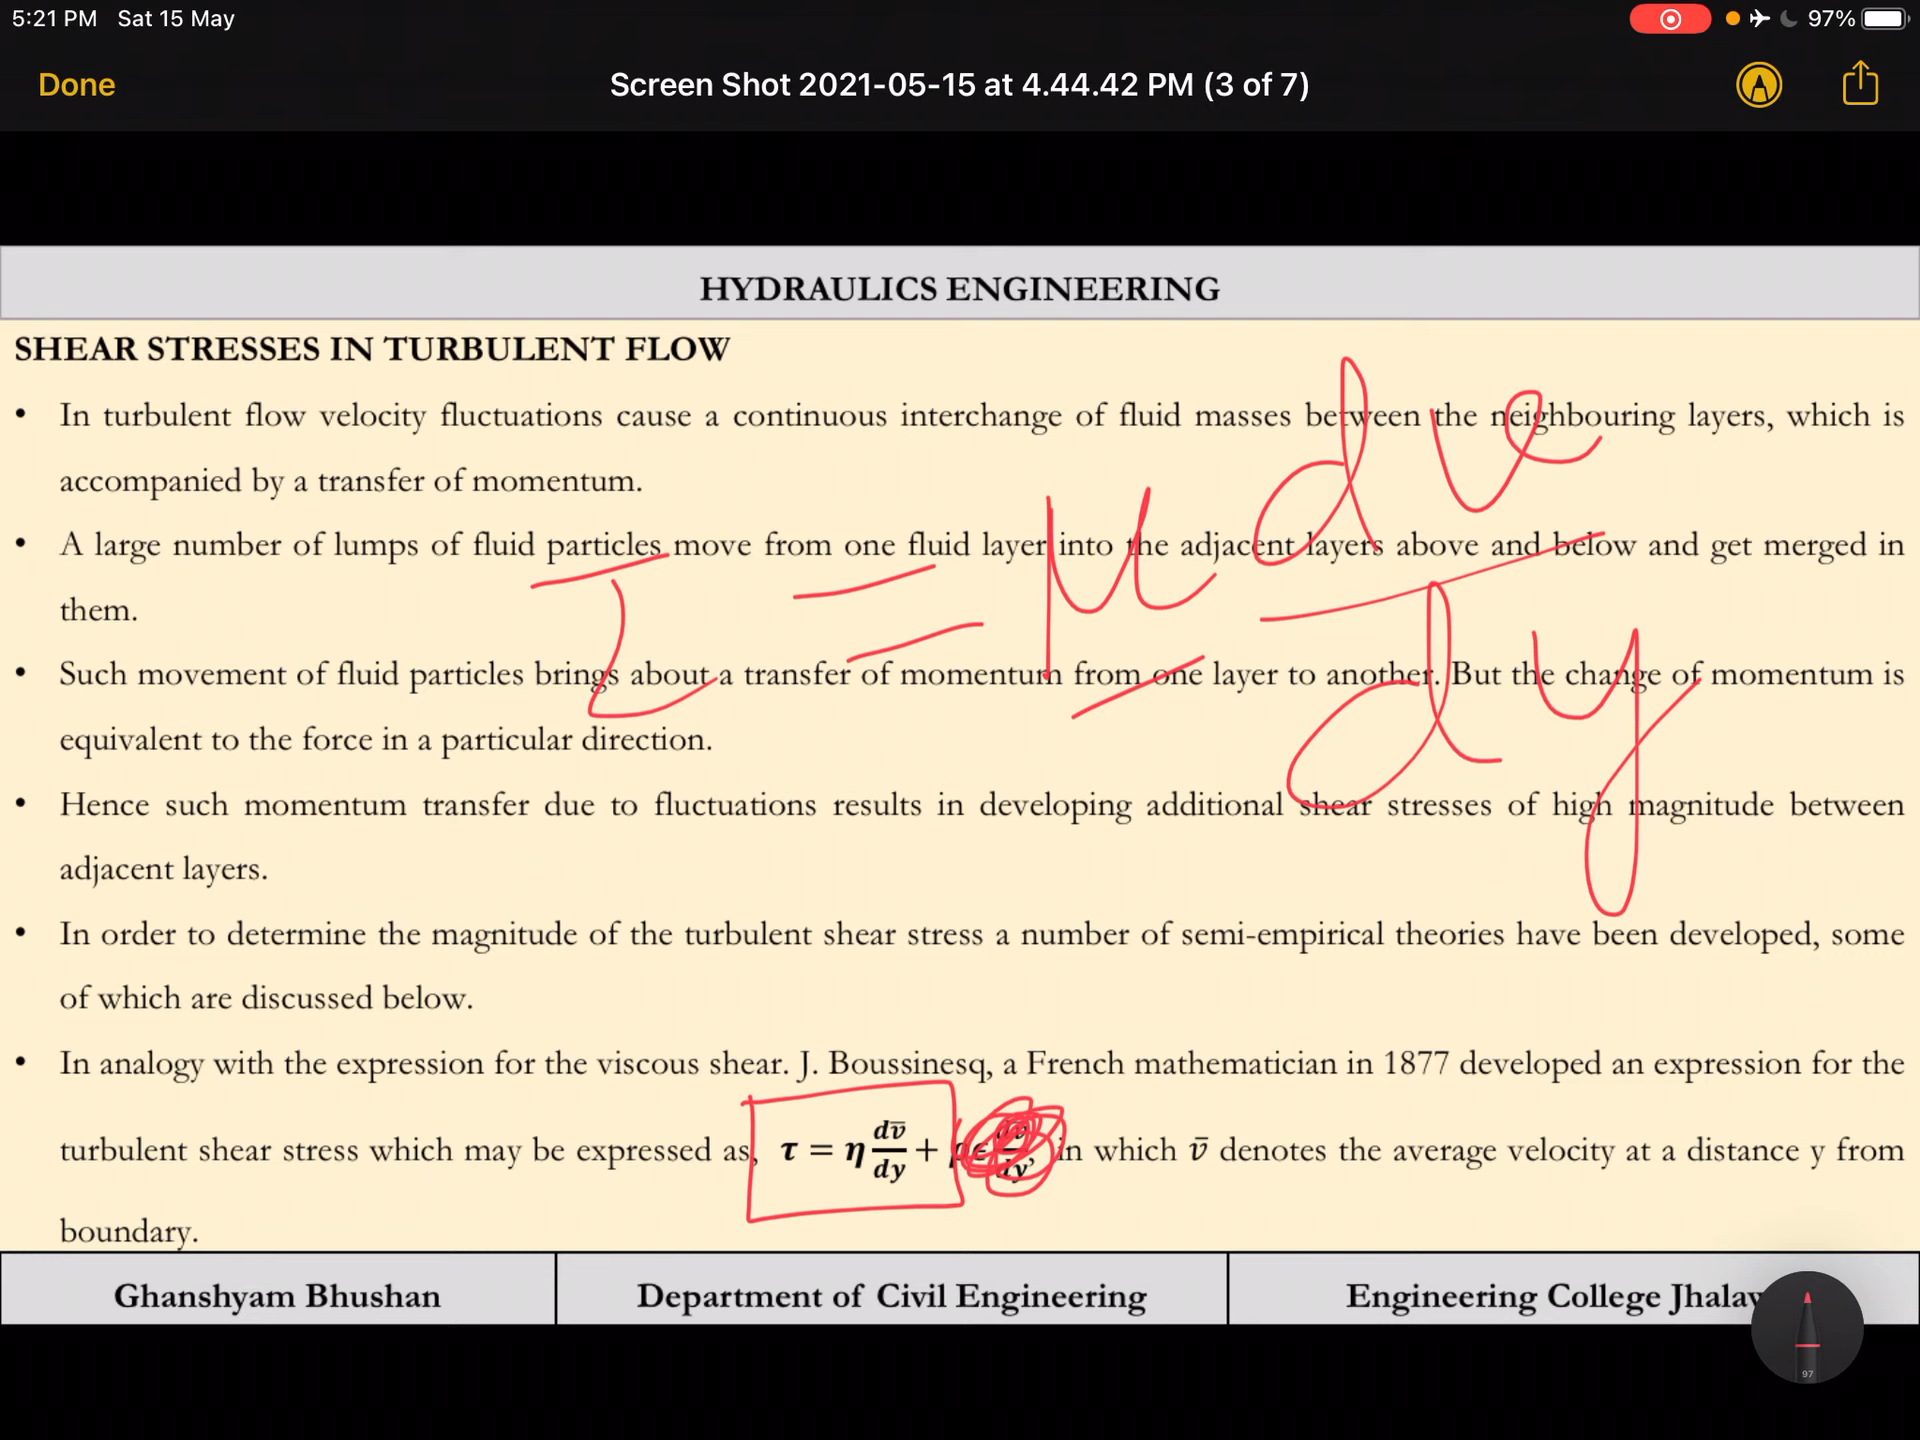 5:21 PM Sat 15 May
97%
Done
Screen Shot 2021-05-15 at 4.44.42 PM (3 of 7)
HYDRAULICS ENGINEERING
SHEAR STRESSES IN TURBULENT FLOW
• In turbulent flow velocity fluctuations cause a continuous interchange of fluid masses between the neighbouring layers, which is
accompanied by a transfer of momentum.
• A large number of lumps of fluid particles move from one fluid layer into the adjacent layers above and below and get merged in
them.
• Such movement of fluid particles brings about a transfer of momentum from one layer to another. But the change of momentum is
equivalent to the force in a particular direction.
• Hence such momentum transfer due to fluctuations results in developing additional shear stresses of high magnitude between
adjacent layers.
• In order to determine the magnitude of the turbulent shear stress a number of semi-empirical theories have been developed, some
of which are discussed below.
• In analogy with the expression for the viscous shear. J. Boussinesq, a French mathematician in 1877 developed an expression for the
turbulent shear stress which may be expressed as, τ = η dv̄/dy + in which v̄ denotes the average velocity at a distance y from
boundary.
τ = μ dv/dy
Ghanshyam Bhushan
Department of Civil Engineering
Engineering College
97